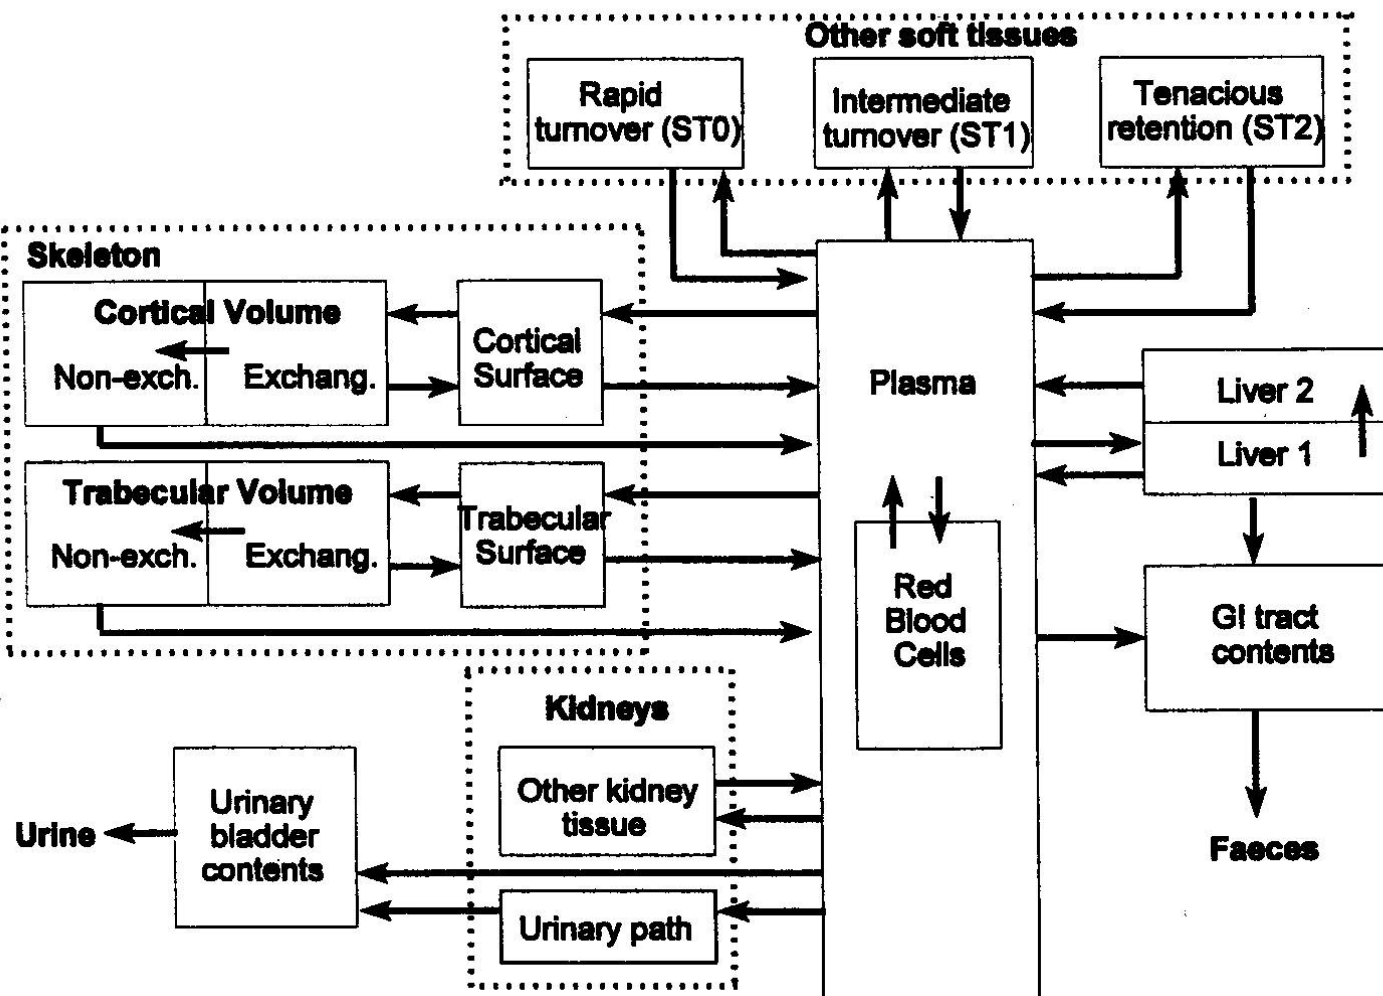 Other soft tissues
Rapid
turnover (ST0)
Intermediate
turnover (ST1)
Tenacious
retention (ST2)
Skeleton
Cortical Volume
Non-exch.
Exchang.
Cortical
Surface
Plasma
Liver 2
Liver 1
Trabecular Volume
Non-exch.
Exchang.
Trabecular
Surface
Red
Blood
Cells
GI tract
contents
Kidneys
Other kidney
tissue
Urinary
bladder
contents
Urine
Urinary path
Faeces